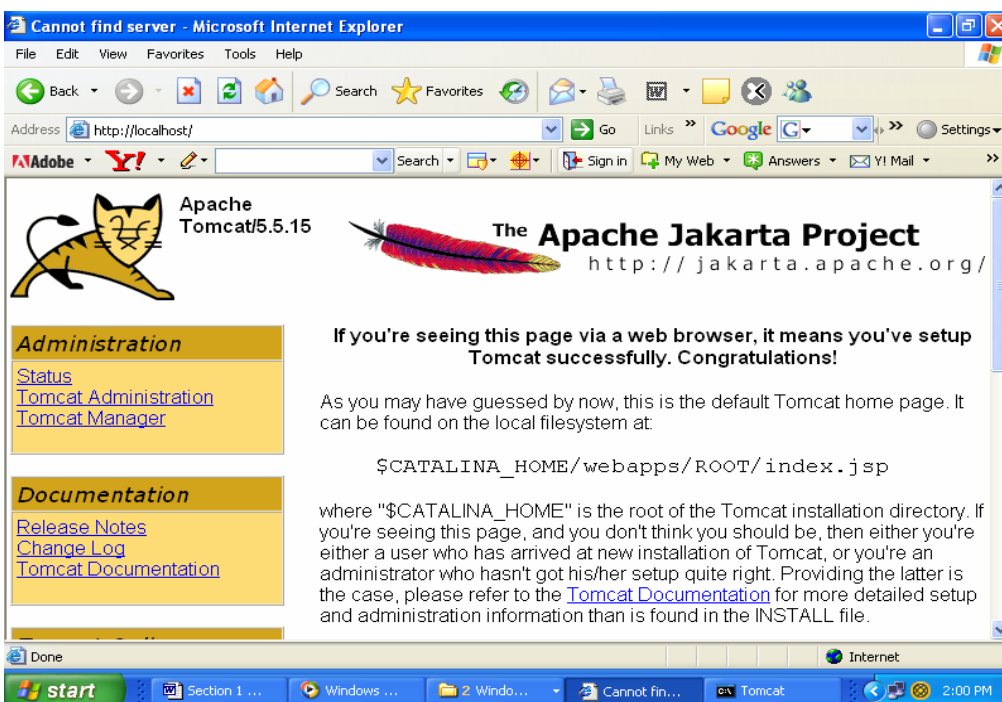 Cannot find server - Microsoft Internet Explorer
File Edit View Favorites Tools Help
Back Search Favorites
Address http://localhost/ Go Links » Google G » Settings
Adobe Y! Search Sign in My Web Answers Y! Mail »
Apache
Tomcat/5.5.15
The Apache Jakarta Project
http://jakarta.apache.org/
Administration
Status
Tomcat Administration
Tomcat Manager
Documentation
Release Notes
Change Log
Tomcat Documentation
If you're seeing this page via a web browser, it means you've setup
Tomcat successfully. Congratulations!
As you may have guessed by now, this is the default Tomcat home page. It
can be found on the local filesystem at:
$CATALINA_HOME/webapps/ROOT/index.jsp
where "$CATALINA_HOME" is the root of the Tomcat installation directory. If
you're seeing this page, and you don't think you should be, then either you're
either a user who has arrived at new installation of Tomcat, or you're an
administrator who hasn't got his/her setup quite right. Providing the latter is
the case, please refer to the Tomcat Documentation for more detailed setup
and administration information than is found in the INSTALL file.
Done Internet
start Section 1 ... Windows ... 2 Windo... Cannot fin... Tomcat 2:00 PM